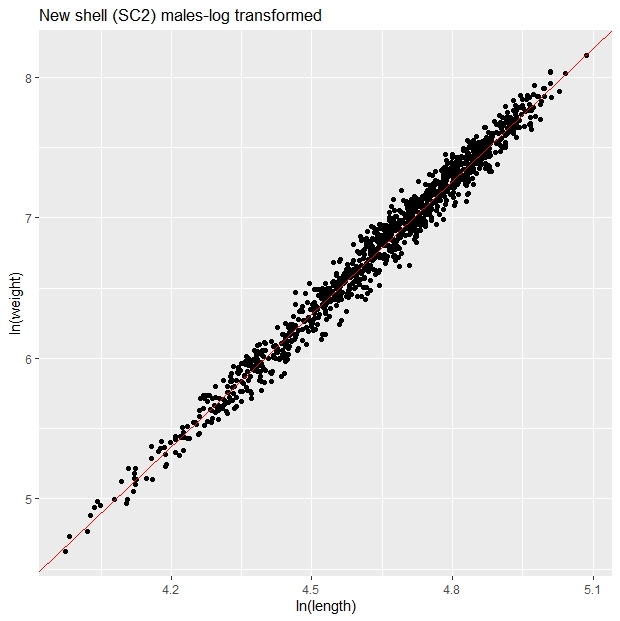 New shell (SC2) males-log transformed
8
7
6
5
ln(weight)
4.2 4.5 4.8 5.1
ln(length)